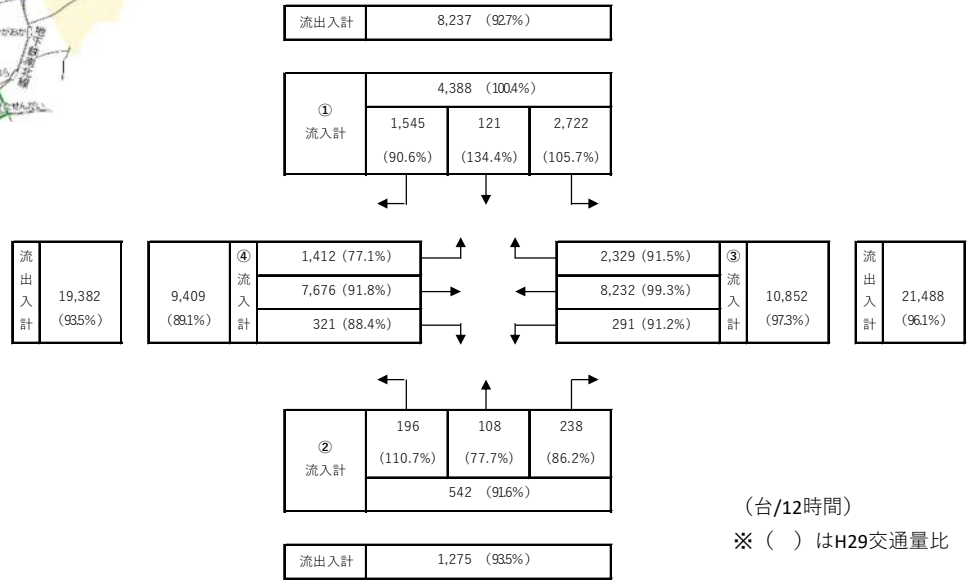 流出入計 8,237 (92.7%)
① 流入計
4,388 (100.4%)
1,545 121 2,722
(90.6%) (134.4%) (105.7%)
流出入計
19,382
(93.5%)
9,409
(89.1%)
④ 流入計
1,412 (77.1%)
7,676 (91.8%)
321 (88.4%)
2,329 (91.5%)
8,232 (99.3%)
291 (91.2%)
③ 流入計
10,852
(97.3%)
流出入計
21,488
(96.1%)
② 流入計
196 108 238
(110.7%) (77.7%) (86.2%)
542 (91.6%)
流出入計 1,275 (93.5%)
(台/12時間)
※( )はH29交通量比